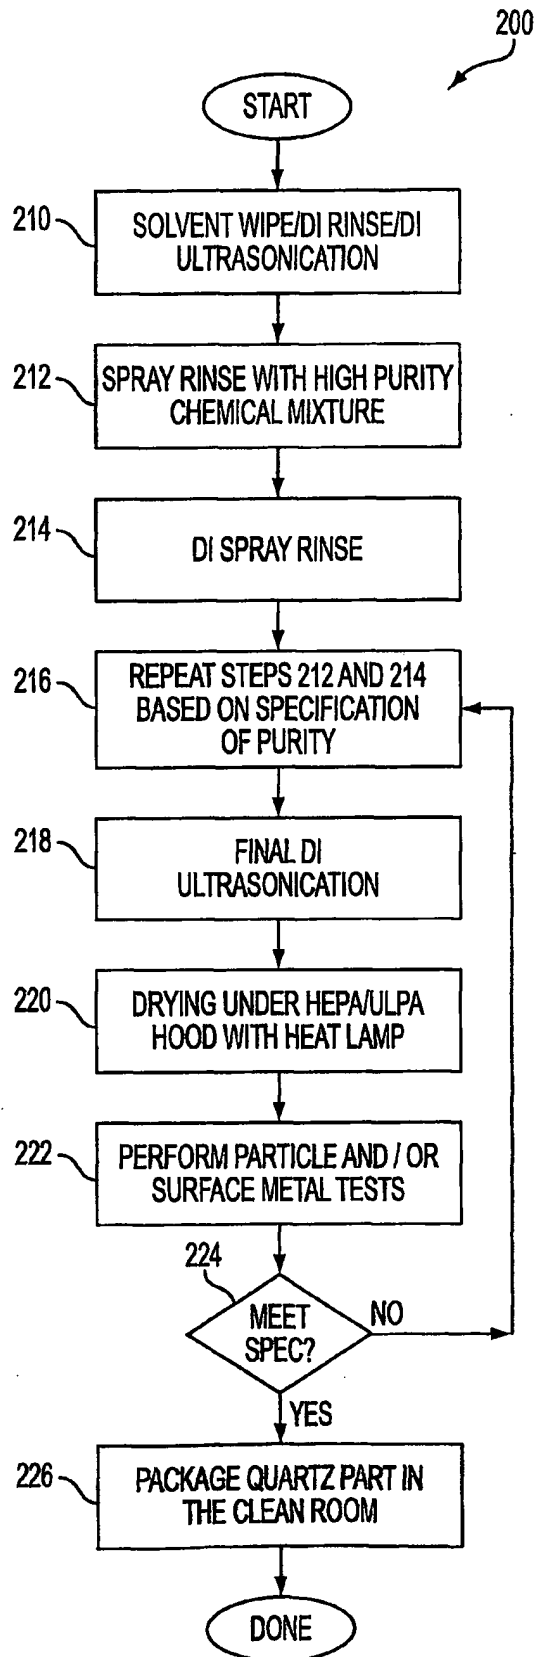 200
START
210
SOLVENT WIPE/DI RINSE/DI
ULTRASONICATION
212
SPRAY RINSE WITH HIGH PURITY
CHEMICAL MIXTURE
214
DI SPRAY RINSE
216
REPEAT STEPS 212 AND 214
BASED ON SPECIFICATION
OF PURITY
218
FINAL DI
ULTRASONICATION
220
DRYING UNDER HEPA/ULPA
HOOD WITH HEAT LAMP
222
PERFORM PARTICLE AND / OR
SURFACE METAL TESTS
224
MEET
SPEC?
NO
YES
226
PACKAGE QUARTZ PART IN
THE CLEAN ROOM
DONE